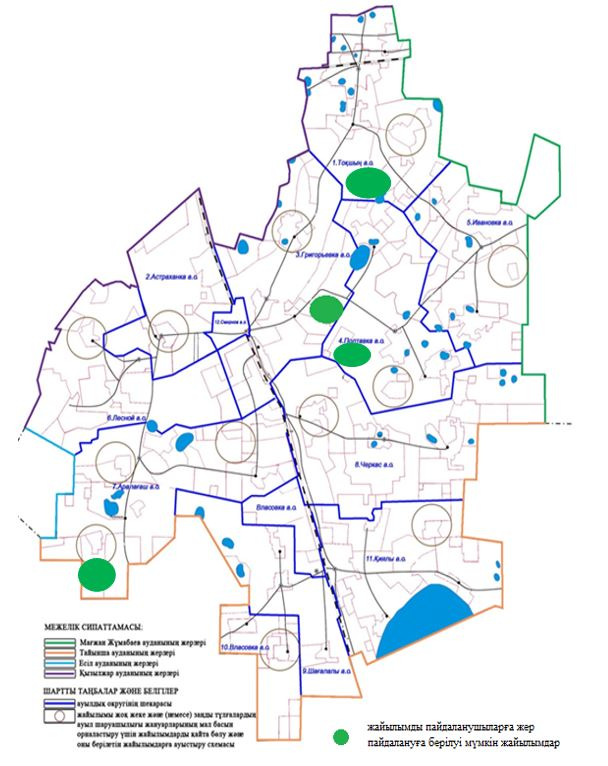 1.Тоқшың а.о.
5.Ивановка а.о.
3.Григорьевка а.о.
2.Астраханка а.о.
12.Смирнов а.о.
4.Полтавка а.о.
6.Лесной а.о.
8.Черкас а.о.
7.Аралағаш а.о.
Власовка а.о.
11.Қиялы а.о.
10.Власовка а.о.
9.Шағалалы а.о.
МЕЖЕЛІК СИПАТТАМАСЫ:
Мағжан Жұмабаев ауданының жерлері
Тайынша ауданының жерлері
Есіл ауданының жерлері
Қызылжар ауданының жерлері
ШАРТТЫ ТАҢБАЛАР ЖӘНЕ БЕЛГІЛЕР
ауылдық округінің шекарасы
жайылымы жоқ жеке және (немесе) заңды тұлғалардың
ауыл шаруашылығы жануарларының мал басын
орналастыру үшін жайылымдарды қайта бөлу және
оны берілетін жайылымдарға ауыстыру схемасы
жайылымды пайдаланушыларға жер
пайдалануға берілуі мүмкін жайылымдар